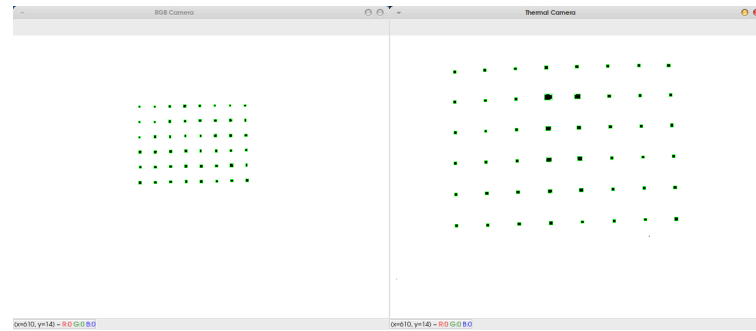 RGB Camera
Thermal Camera
(x=610, y=14) ~ R:0 G:0 B:0
(x=610, y=14) ~ R:0 G:0 B:0